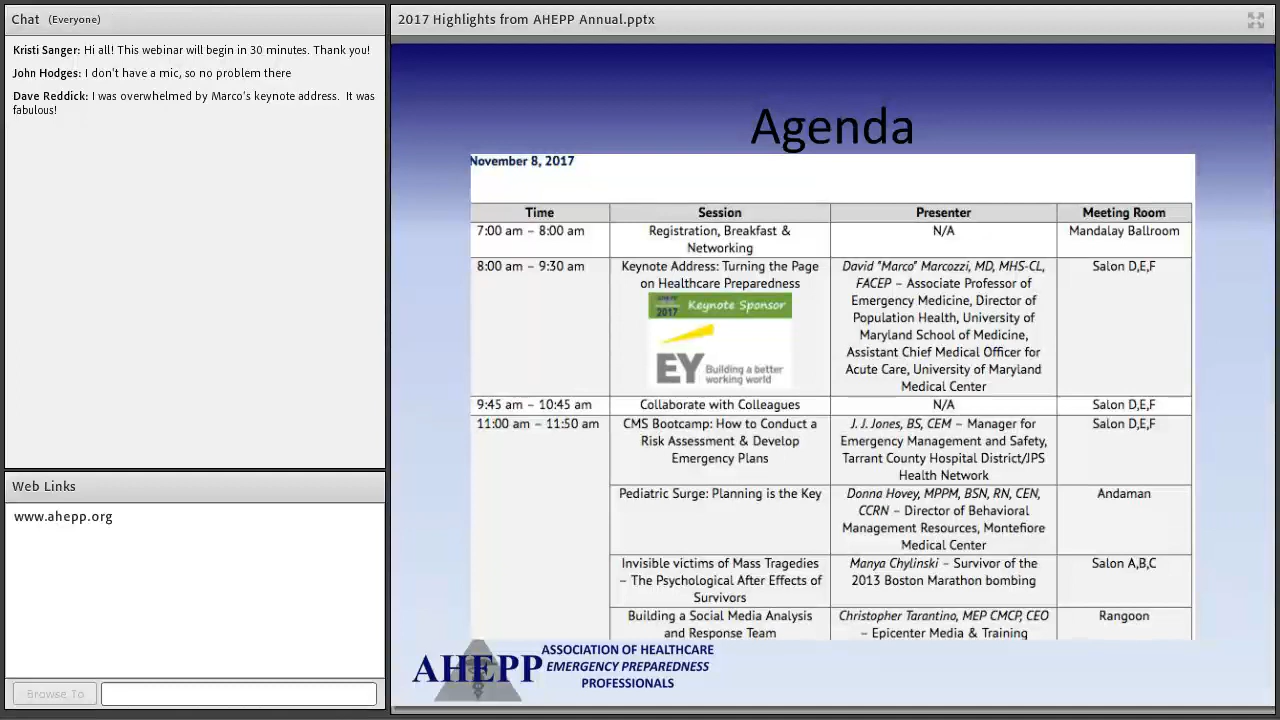 Chat (Everyone)
Kristi Sanger: Hi all! This webinar will begin in 30 minutes. Thank you!
John Hodges: I don't have a mic, so no problem there
Dave Reddick: I was overwhelmed by Marco's keynote address. It was
fabulous!
Web Links
www.ahepp.org
Browse To
2017 Highlights from AHEPP Annual.pptx
Agenda
November 8, 2017
Time Session Presenter Meeting Room
7:00 am – 8:00 am Registration, Breakfast & N/A Mandalay Ballroom
Networking
8:00 am – 9:30 am Keynote Address: Turning the Page David "Marco" Marcozzi, MD, MHS-CL, Salon D,E,F
on Healthcare Preparedness FACEP – Associate Professor of
AHEPP
2017 Keynote Sponsor Emergency Medicine, Director of
Population Health, University of
Maryland School of Medicine,
EY Building a better Assistant Chief Medical Officer for
working world Acute Care, University of Maryland
Medical Center
9:45 am – 10:45 am Collaborate with Colleagues N/A Salon D,E,F
11:00 am – 11:50 am CMS Bootcamp: How to Conduct a J. J. Jones, BS, CEM – Manager for Salon D,E,F
Risk Assessment & Develop Emergency Management and Safety,
Emergency Plans Tarrant County Hospital District/JPS
Health Network
Pediatric Surge: Planning is the Key Donna Hovey, MPPM, BSN, RN, CEN, Andaman
CCRN – Director of Behavioral
Management Resources, Montefiore
Medical Center
Invisible victims of Mass Tragedies Manya Chylinski – Survivor of the Salon A,B,C
– The Psychological After Effects of 2013 Boston Marathon bombing
Survivors
Building a Social Media Analysis Christopher Tarantino, MEP CMCP, CEO Rangoon
and Response Team – Epicenter Media & Training
AHEPP ASSOCIATION OF HEALTHCARE
EMERGENCY PREPAREDNESS
PROFESSIONALS